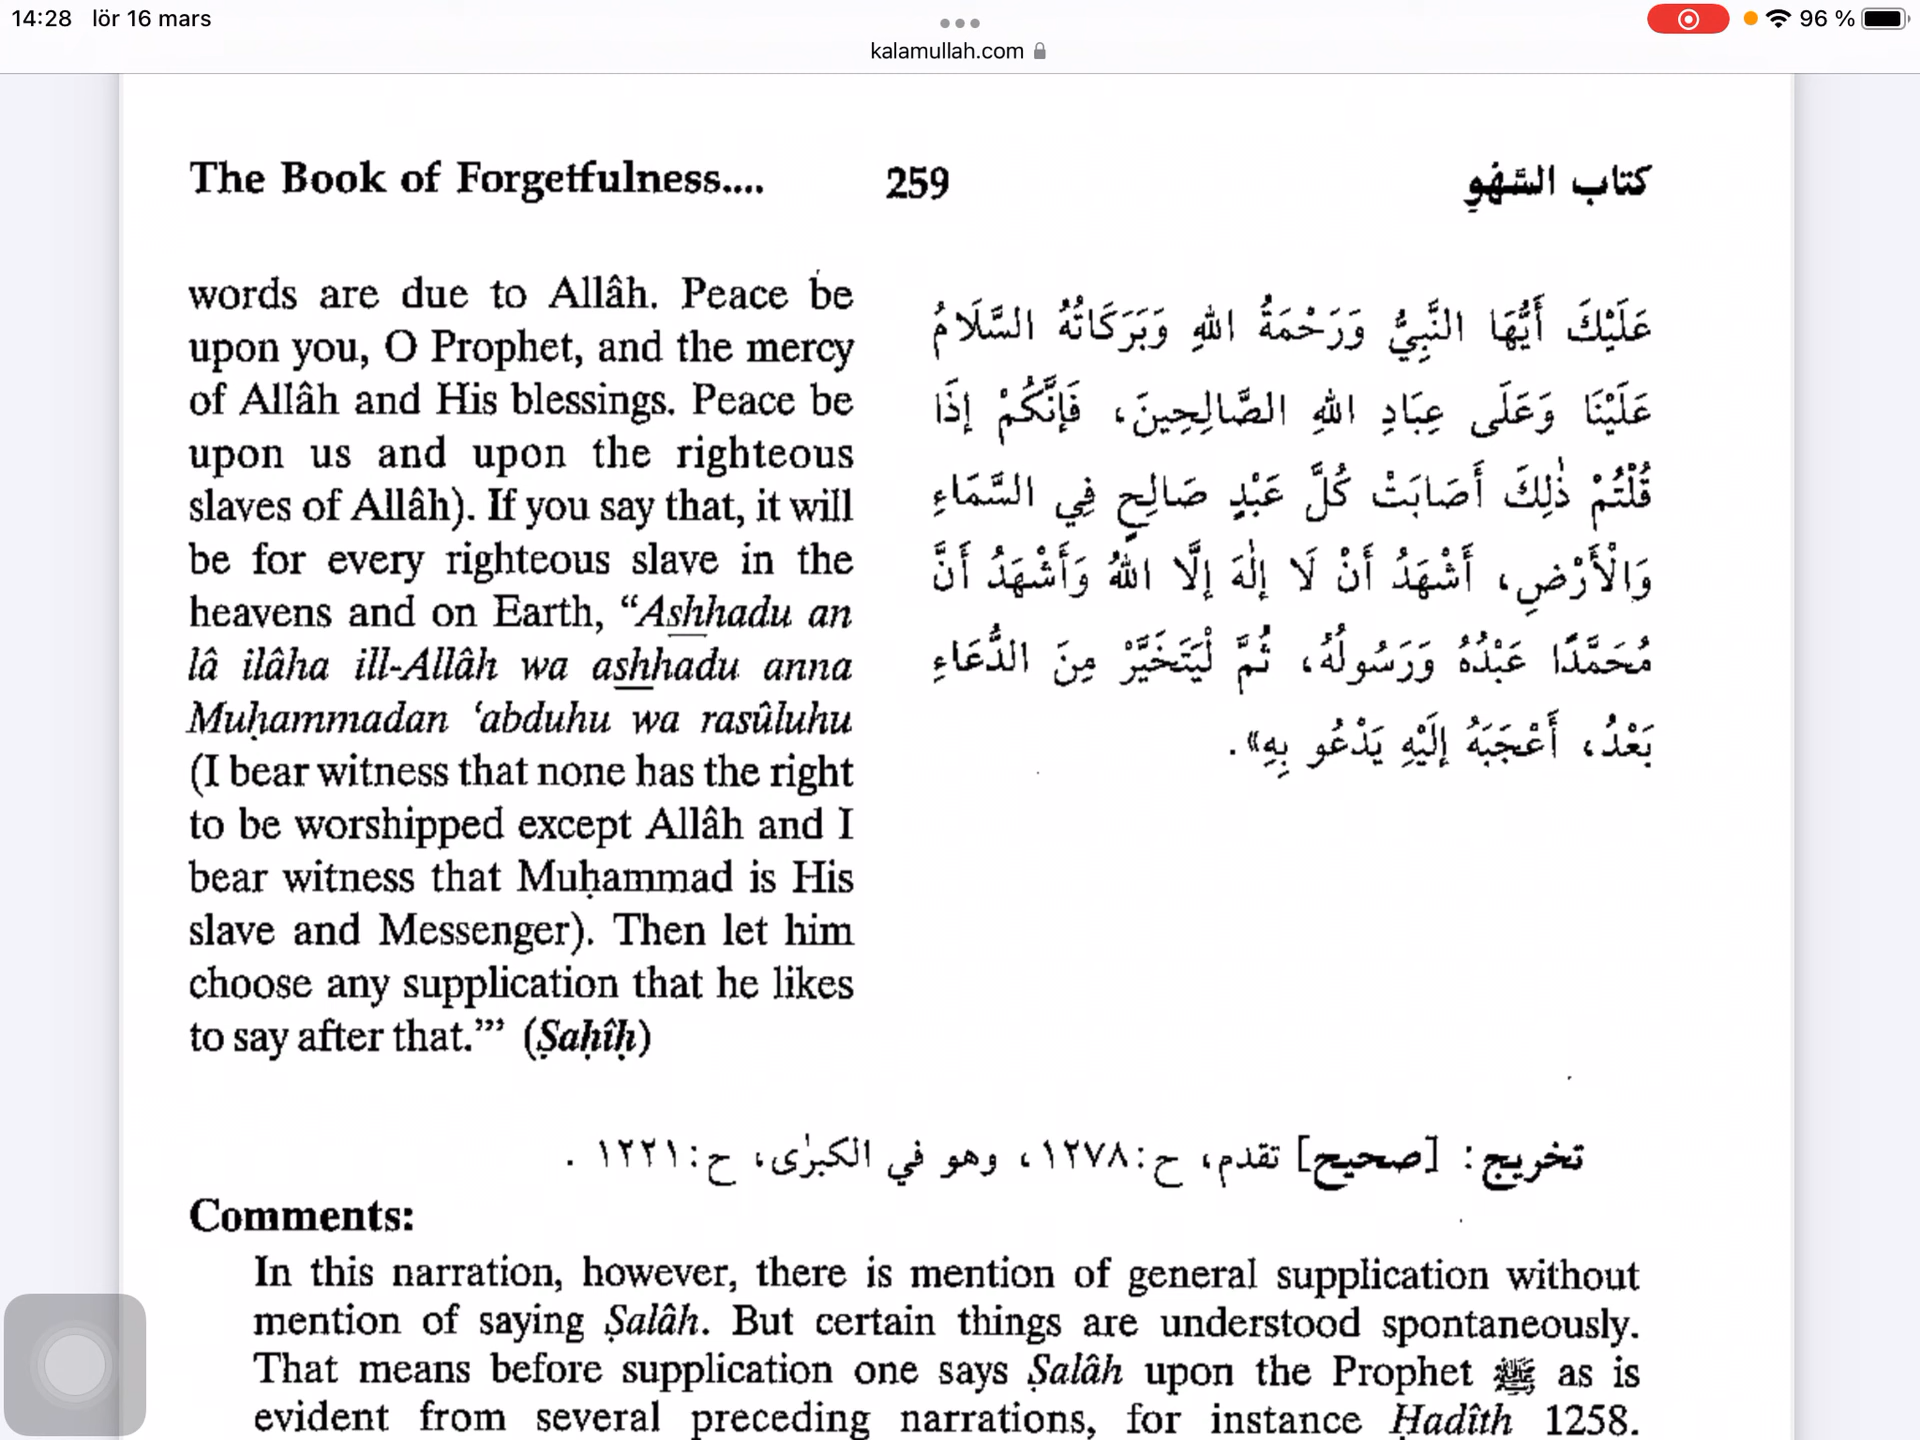 14:28 lör 16 mars
96 %
kalamullah.com
The Book of Forgetfulness.... 259 كتاب السَّهْوِ
words are due to Allâh. Peace be
upon you, O Prophet, and the mercy
of Allâh and His blessings. Peace be
upon us and upon the righteous
slaves of Allâh). If you say that, it will
be for every righteous slave in the
heavens and on Earth, “Ashhadu an
lâ ilâha ill-Allâh wa ashhadu anna
Muḥammadan ‘abduhu wa rasûluhu
(I bear witness that none has the right
to be worshipped except Allâh and I
bear witness that Muḥammad is His
slave and Messenger). Then let him
choose any supplication that he likes
to say after that.”’ (Ṣaḥîḥ)
عَلَيْكَ أَيُّهَا النَّبِيُّ وَرَحْمَةُ اللهِ وَبَرَكَاتُهُ السَّلَامُ
عَلَيْنَا وَعَلَى عِبَادِ اللهِ الصَّالِحِينَ، فَإِنَّكُمْ إِذَا
قُلْتُمْ ذٰلِكَ أَصَابَتْ كُلَّ عَبْدٍ صَالِحٍ فِي السَّمَاءِ
وَالْأَرْضِ، أَشْهَدُ أَنْ لَا إِلٰهَ إِلَّا اللهُ وَأَشْهَدُ أَنَّ
مُحَمَّدًا عَبْدُهُ وَرَسُولُهُ، ثُمَّ لْيَتَخَيَّرْ مِنَ الدُّعَاءِ
بَعْدُ، أَعْجَبَهُ إِلَيْهِ يَدْعُو بِهِ».
تخريج: [صحيح] تقدم، ح:١٢٧٨، وهو في الكبرٰى، ح:١٢٢١.
Comments:
In this narration, however, there is mention of general supplication without
mention of saying Ṣalâh. But certain things are understood spontaneously.
That means before supplication one says Ṣalâh upon the Prophet ﷺ as is
evident from several preceding narrations, for instance Ḥadîth 1258.